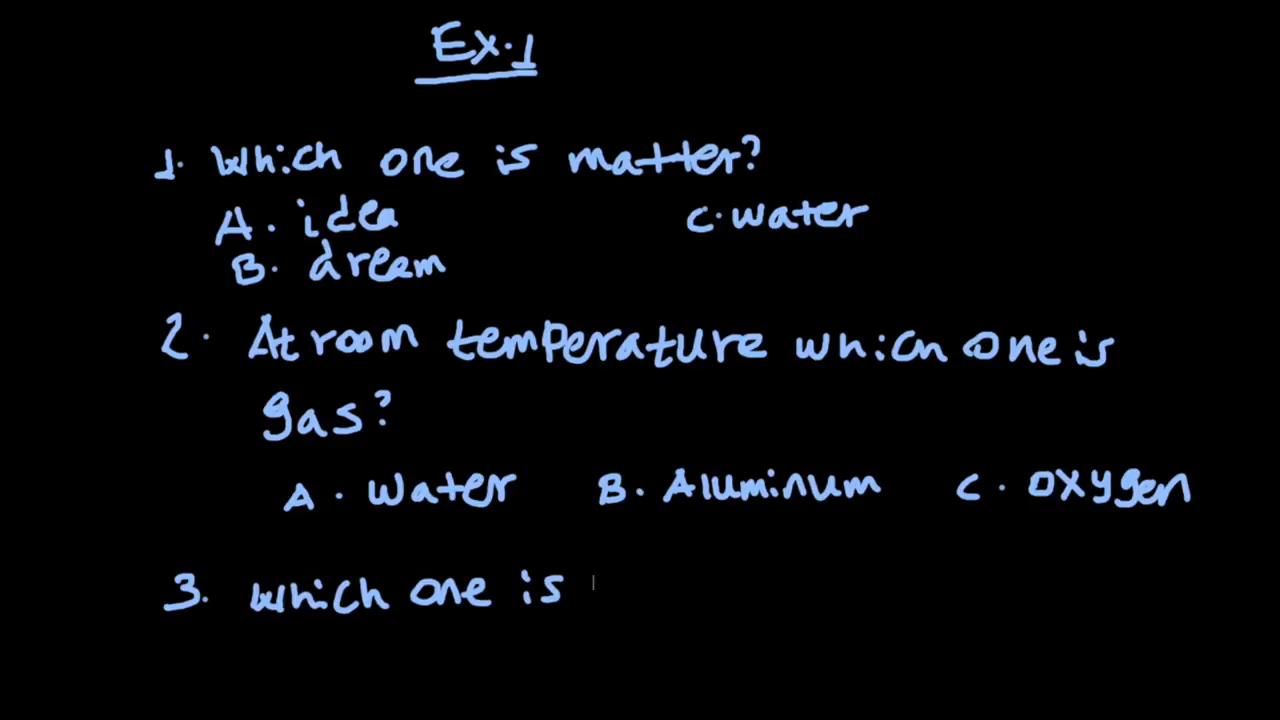 Ex.1
1. Which one is matter?
A. idea C. water
B. dream
2. At room temperature which one is
gas?
A. Water B. Aluminum C. oxygen
3. Which one is